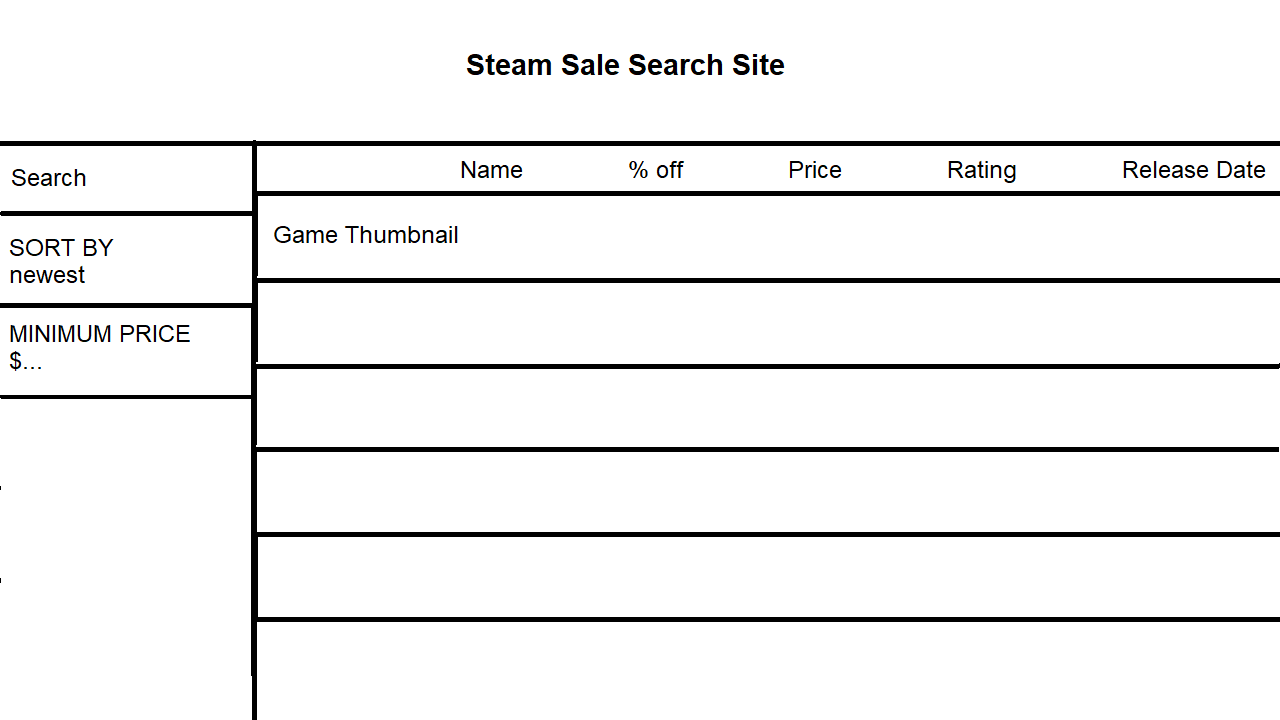 Steam Sale Search Site
Search
SORT BY
newest
MINIMUM PRICE
$...
Name % off Price Rating Release Date
Game Thumbnail